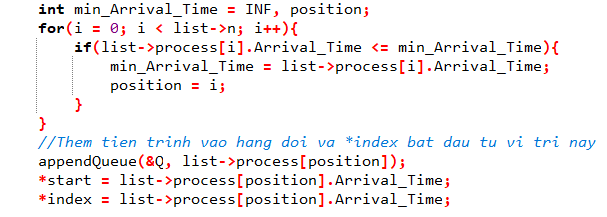 int min_Arrival_Time = INF, position;
for(i = 0; i < list->n; i++){
if(list->process[i].Arrival_Time <= min_Arrival_Time){
min_Arrival_Time = list->process[i].Arrival_Time;
position = i;
}
}
//Them tien trinh vao hang doi va *index bat dau tu vi tri nay
appendQueue(&Q, list->process[position]);
*start = list->process[position].Arrival_Time;
*index = list->process[position].Arrival_Time;